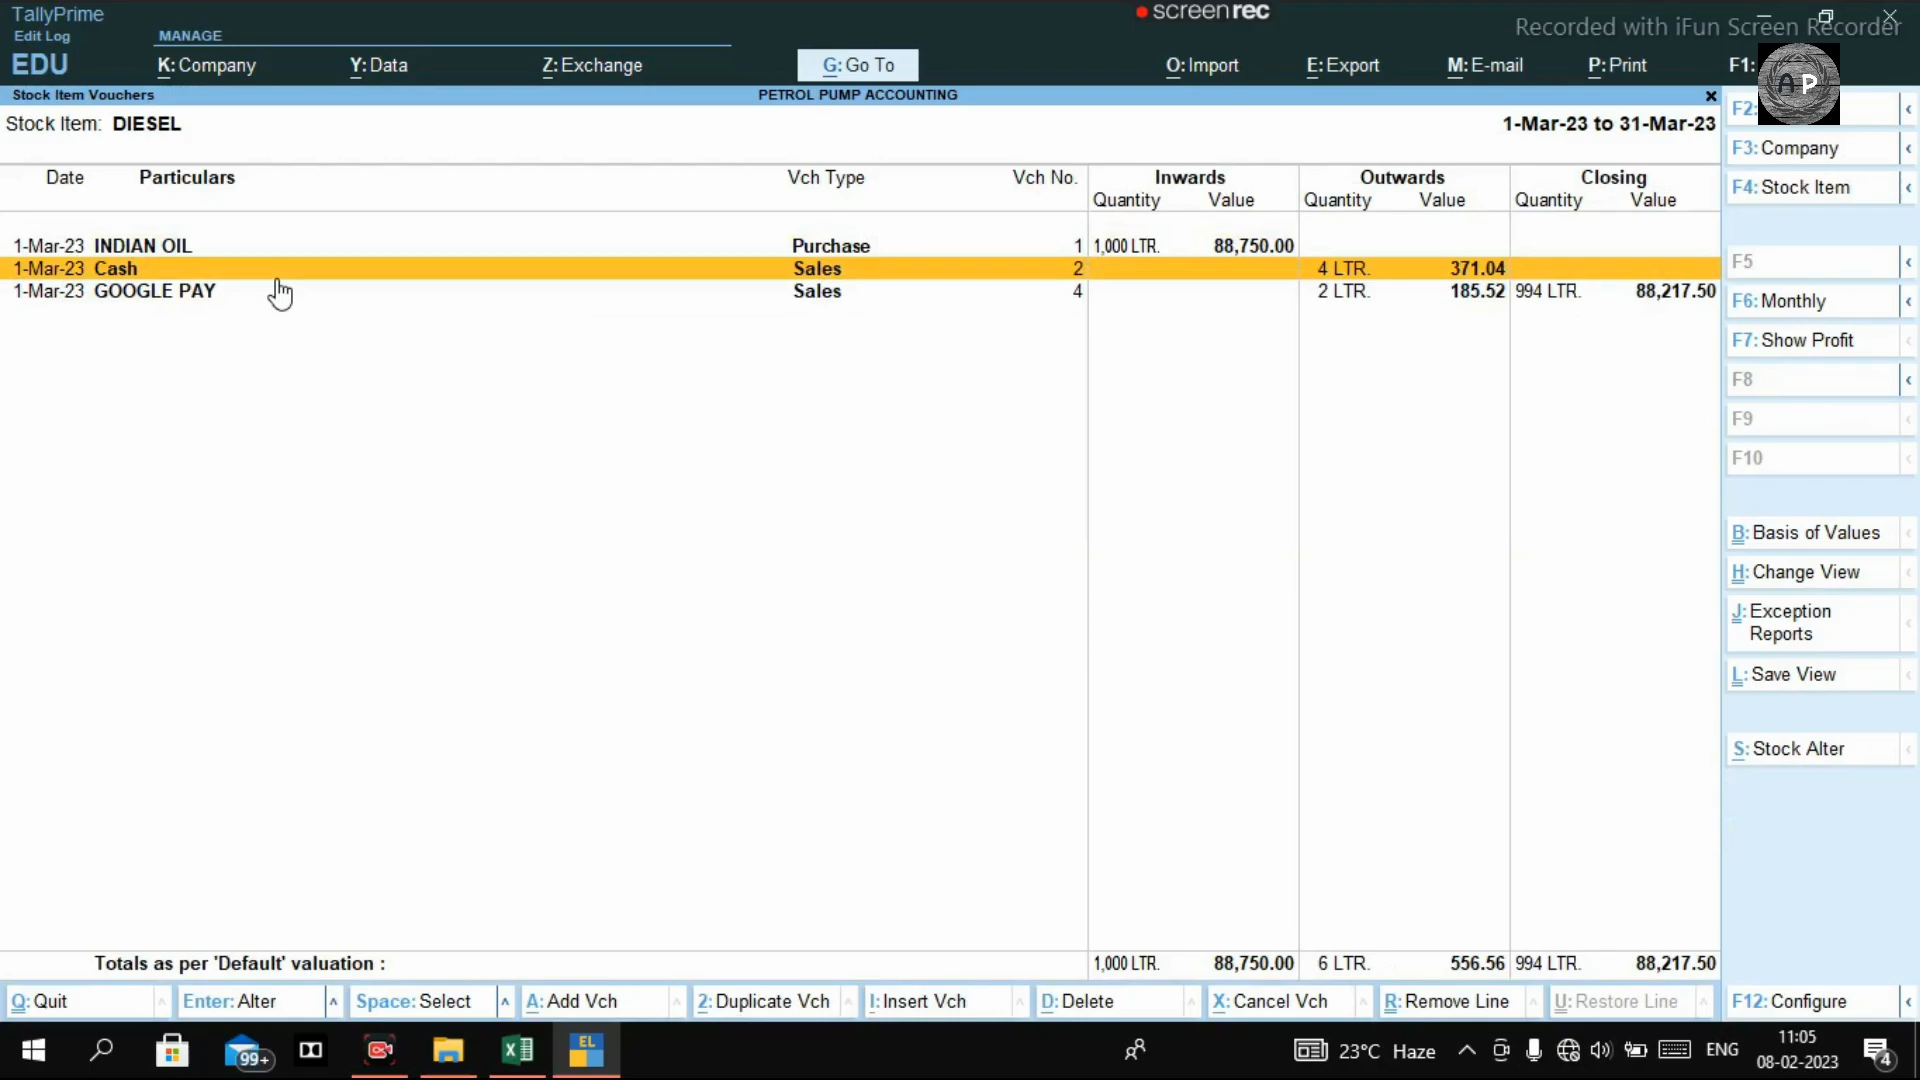 TallyPrime
Edit Log
EDU
MANAGE
K: Company Y: Data Z: Exchange G: Go To O: Import E: Export M: E-mail P: Print F1:
screenrec
Recorded with iFun Screen Recorder
AP
Stock Item Vouchers PETROL PUMP ACCOUNTING
Stock Item: DIESEL 1-Mar-23 to 31-Mar-23
Date Particulars Vch Type Vch No. Inwards Outwards Closing
Quantity Value Quantity Value Quantity Value
1-Mar-23 INDIAN OIL Purchase 1 1,000 LTR. 88,750.00
1-Mar-23 Cash Sales 2 4 LTR. 371.04
1-Mar-23 GOOGLE PAY Sales 4 2 LTR. 185.52 994 LTR. 88,217.50
Totals as per 'Default' valuation : 1,000 LTR. 88,750.00 6 LTR. 556.56 994 LTR. 88,217.50
F2:
F3: Company
F4: Stock Item
F5
F6: Monthly
F7: Show Profit
F8
F9
F10
B: Basis of Values
H: Change View
J: Exception
Reports
L: Save View
S: Stock Alter
Q: Quit Enter: Alter Space: Select A: Add Vch 2: Duplicate Vch I: Insert Vch D: Delete X: Cancel Vch R: Remove Line U: Restore Line F12: Configure
99+
EL
23°C Haze
ENG
11:05
08-02-2023
4